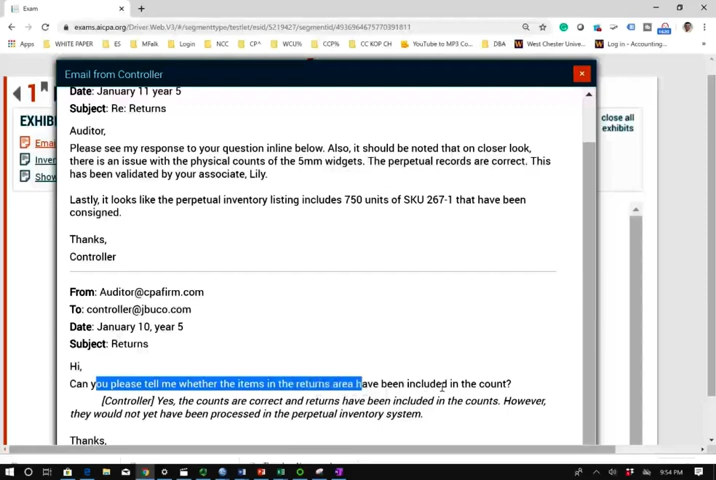 Exam
exams.aicpa.org/Driver.Web.V3/#/segmenttype/testlet/esid/5219427/segmentid/4936964675770391811
Apps
WHITE PAPER
ES
MFalk
Login
CP^
WCU%
CCP%
CC KOP CH
YouTube to MP3 Co...
DBA
West Chester Unive...
Log in - Accounting...
Email from Controller
1
EXHIB
Emai
Inver
Show
close all
exhibits
Date: January 11 year 5
Subject: Re: Returns
Auditor,
Please see my response to your question inline below. Also, it should be noted that on closer look,
there is an issue with the physical counts of the 5mm widgets. The perpetual records are correct. This
has been validated by your associate, Lily.
Lastly, it looks like the perpetual inventory listing includes 750 units of SKU 267-1 that have been
consigned.
Thanks,
Controller
From: Auditor@cpafirm.com
To: controller@jbuco.com
Date: January 10, year 5
Subject: Returns
Hi,
Can you please tell me whether the items in the returns area have been included in the count?
[Controller] Yes, the counts are correct and returns have been included in the counts. However,
they would not yet have been processed in the perpetual inventory system.
Thanks,
9:54 PM